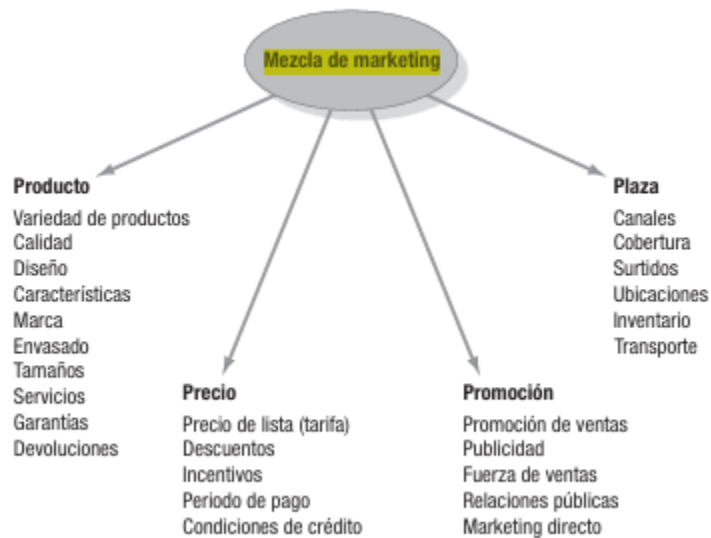 Mezcla de marketing
Producto
Variedad de productos
Calidad
Diseño
Características
Marca
Envasado
Tamaños
Servicios
Garantías
Devoluciones
Precio
Precio de lista (tarifa)
Descuentos
Incentivos
Periodo de pago
Condiciones de crédito
Promoción
Promoción de ventas
Publicidad
Fuerza de ventas
Relaciones públicas
Marketing directo
Plaza
Canales
Cobertura
Surtidos
Ubicaciones
Inventario
Transporte